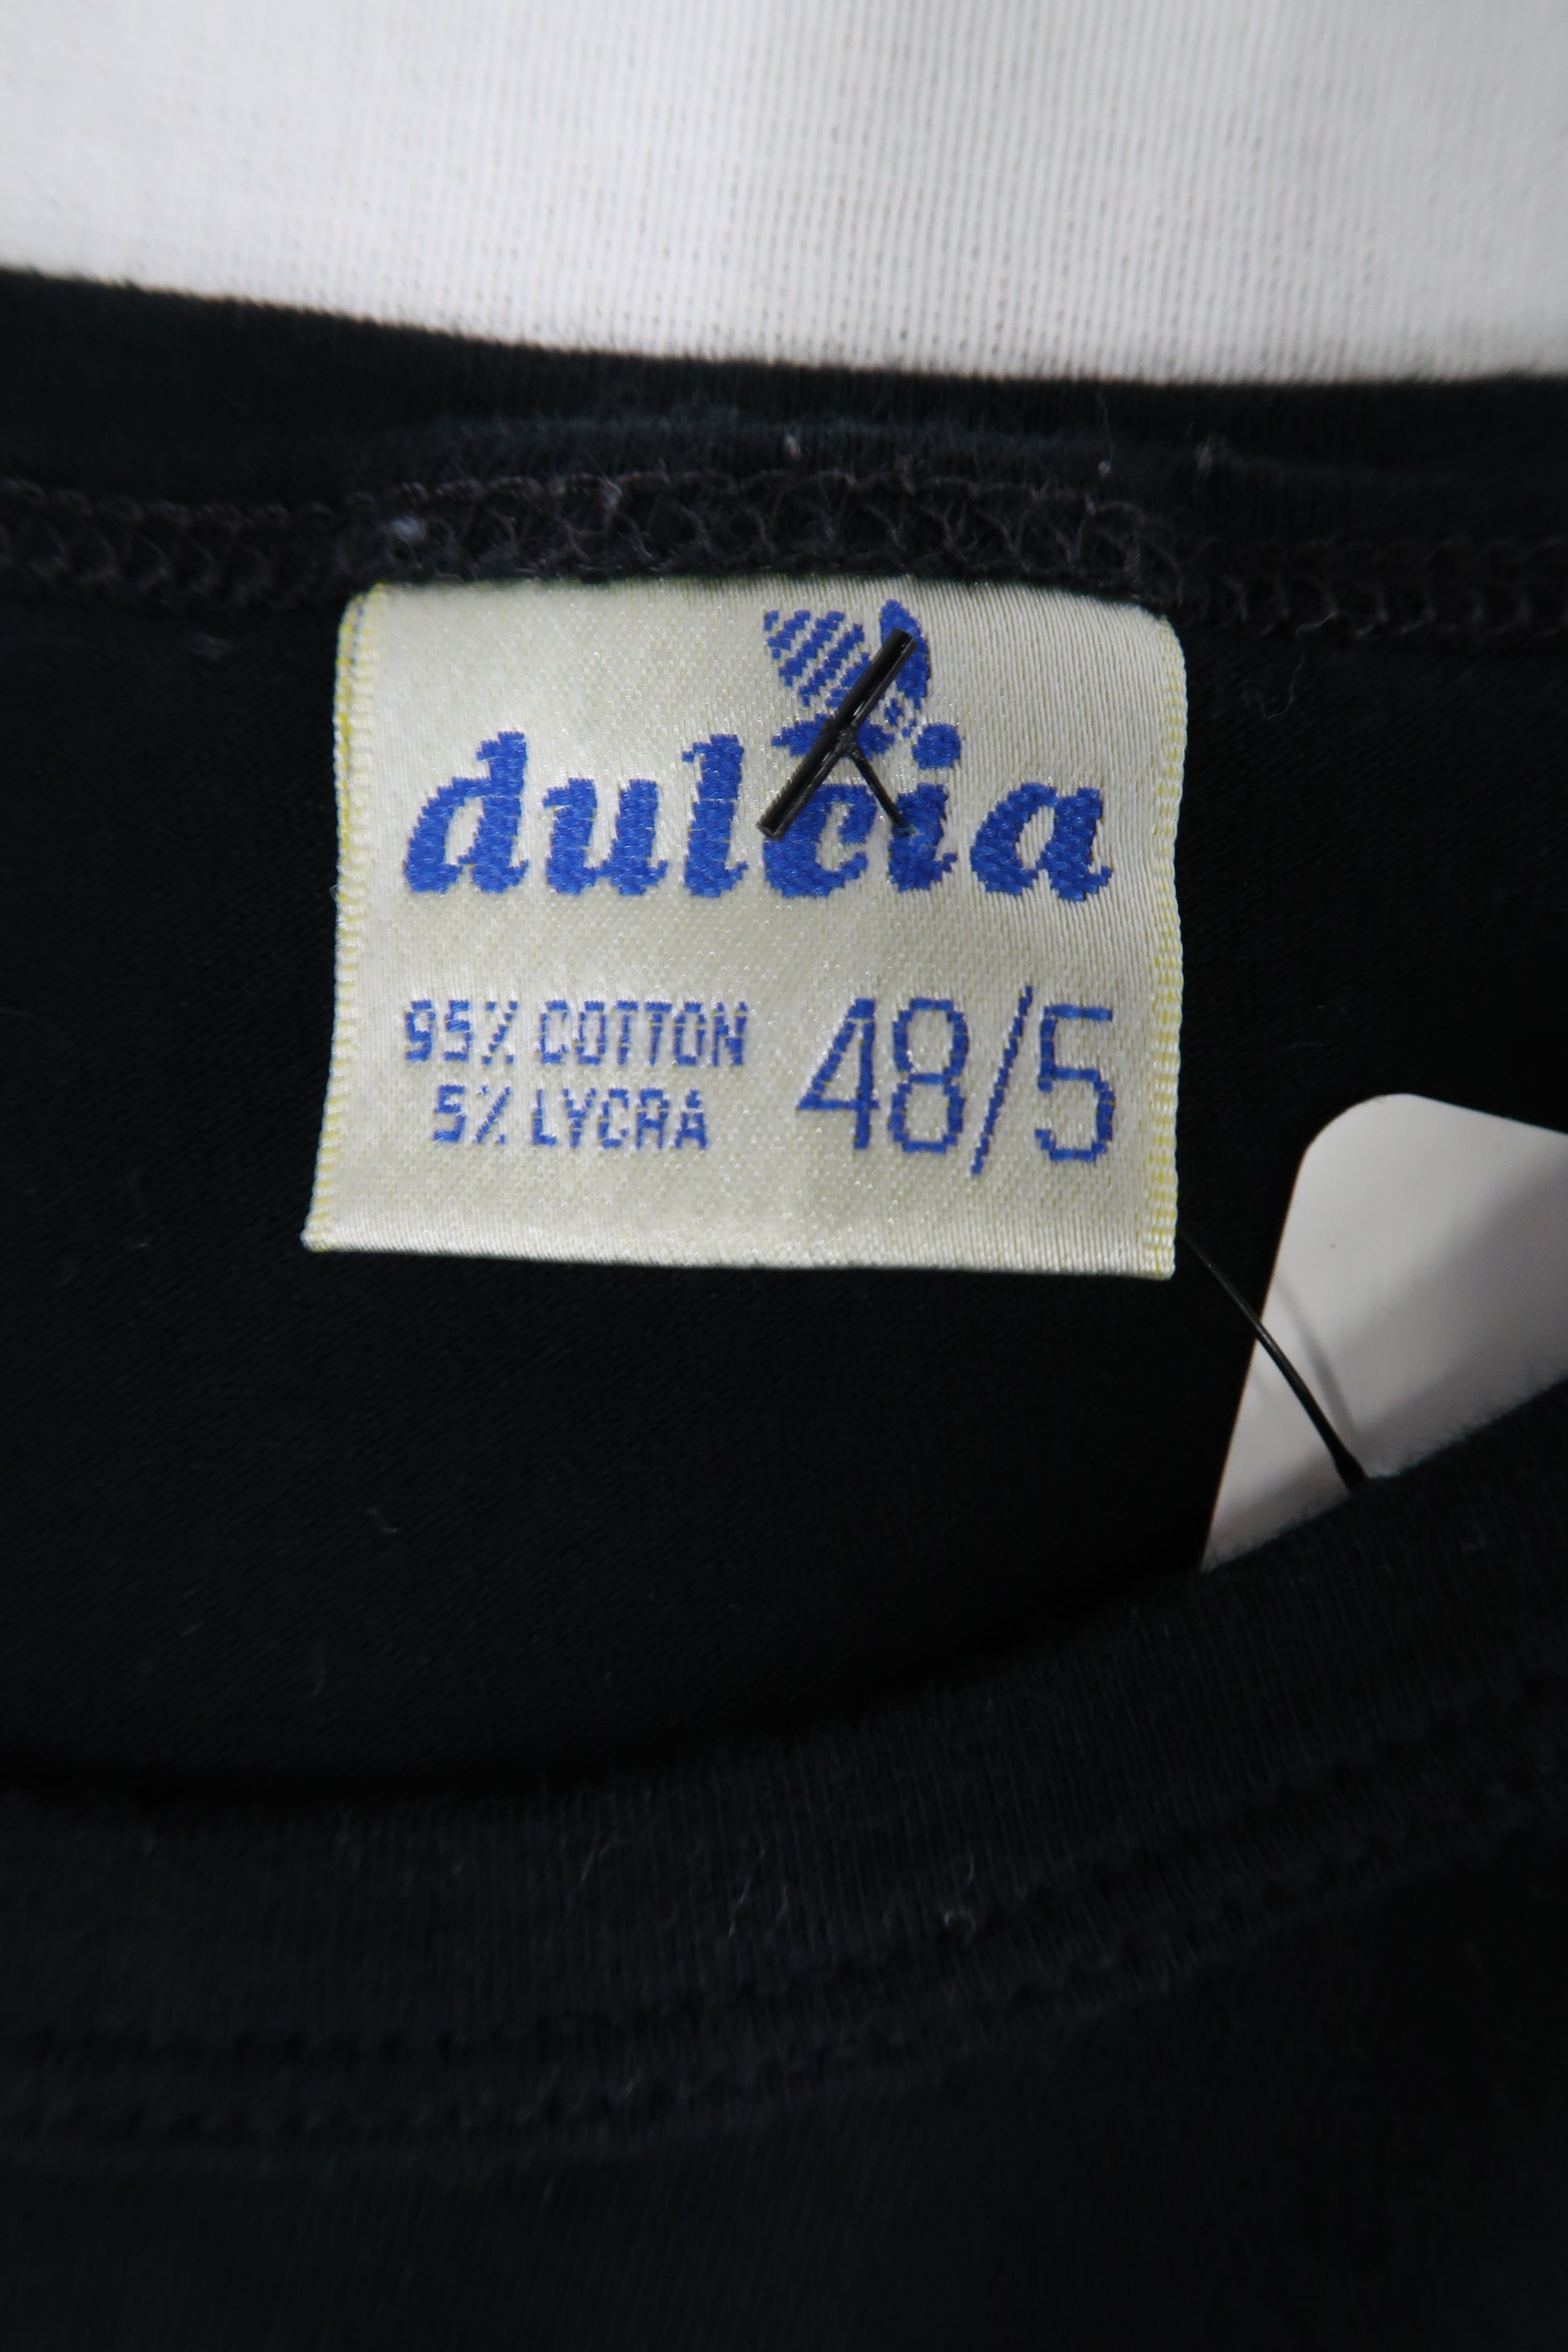 dulcia
95% COTTON
5% LYCRA
48/5